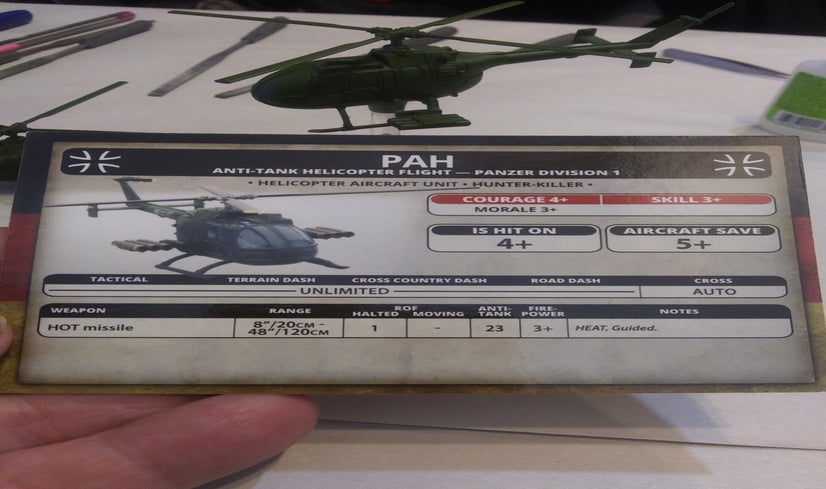 PAH
ANTI-TANK HELICOPTER FLIGHT — PANZER DIVISION 1
• HELICOPTER AIRCRAFT UNIT • HUNTER-KILLER •
COURAGE 4+ SKILL 3+
MORALE 3+
IS HIT ON AIRCRAFT SAVE
4+ 5+
TACTICAL TERRAIN DASH CROSS COUNTRY DASH ROAD DASH CROSS
UNLIMITED AUTO
WEAPON RANGE ROF HALTED MOVING ANTI-TANK FIRE-POWER NOTES
HOT missile 8"/20CM - 48"/120CM 1 - 23 3+ HEAT, Guided.